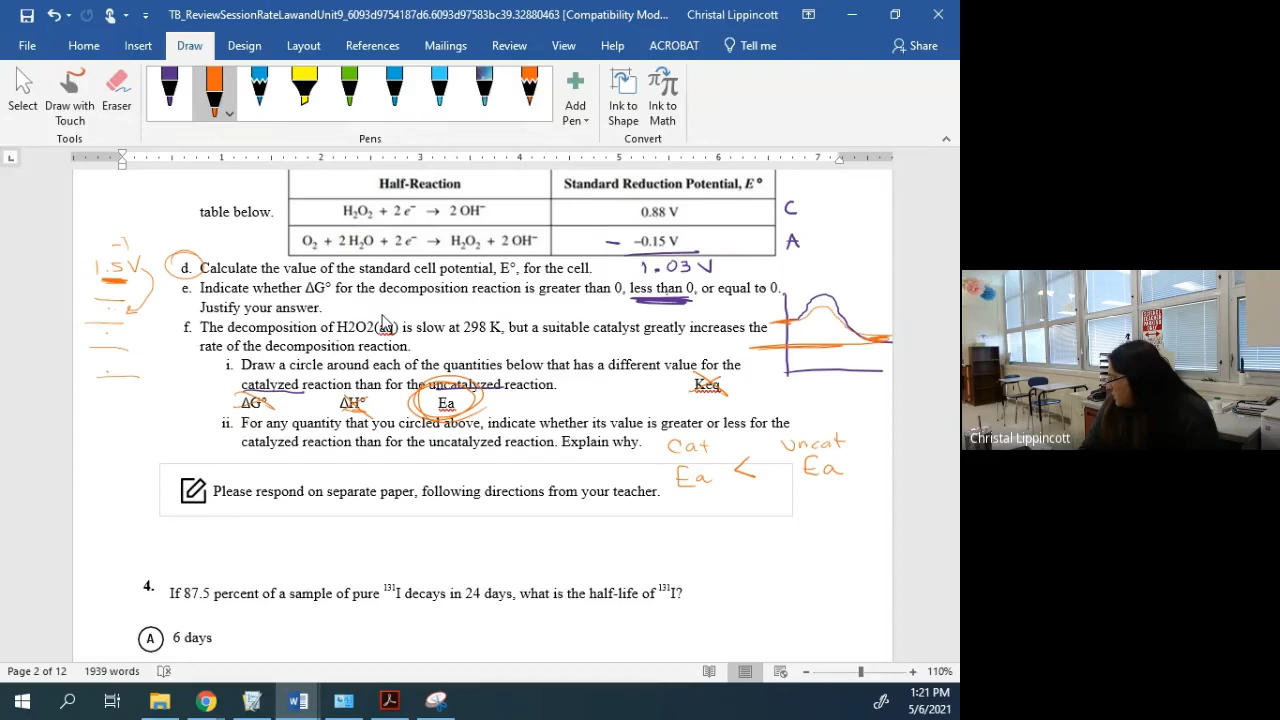 TB_ReviewSessionRateLawandUnit9_6093d9754187d6.6093d97583bc39.32880463 [Compatibility Mod... Christal Lippincott
File Home Insert Draw Design Layout References Mailings Review View Help ACROBAT Tell me Share
Select Draw with Touch Eraser Add Pen Ink to Shape Ink to Math
Tools Pens Convert
1 2 3 4 5 6 7
Half-Reaction Standard Reduction Potential, E°
table below. H₂O₂ + 2 e⁻ → 2 OH⁻ 0.88 V C
O₂ + 2 H₂O + 2 e⁻ → H₂O₂ + 2 OH⁻ − −0.15 V A
1.5V d. Calculate the value of the standard cell potential, E°, for the cell. 1.03 V
e. Indicate whether ΔG° for the decomposition reaction is greater than 0, less than 0, or equal to 0.
Justify your answer.
f. The decomposition of H2O2(aq) is slow at 298 K, but a suitable catalyst greatly increases the
rate of the decomposition reaction.
i. Draw a circle around each of the quantities below that has a different value for the
catalyzed reaction than for the uncatalyzed reaction. Keq
ΔG° ΔH° Ea
ii. For any quantity that you circled above, indicate whether its value is greater or less for the
catalyzed reaction than for the uncatalyzed reaction. Explain why.
Cat Uncat
Ea < Ea
Please respond on separate paper, following directions from your teacher.
4. If 87.5 percent of a sample of pure ¹³¹I decays in 24 days, what is the half-life of ¹³¹I?
A 6 days
Christal Lippincott
Page 2 of 12 1939 words 110%
1:21 PM
5/6/2021